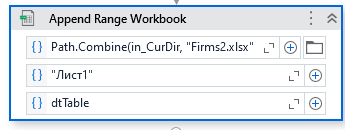 Append Range Workbook
Path.Combine(in_CurDir, "Firms2.xlsx"
"Лист1"
dtTable